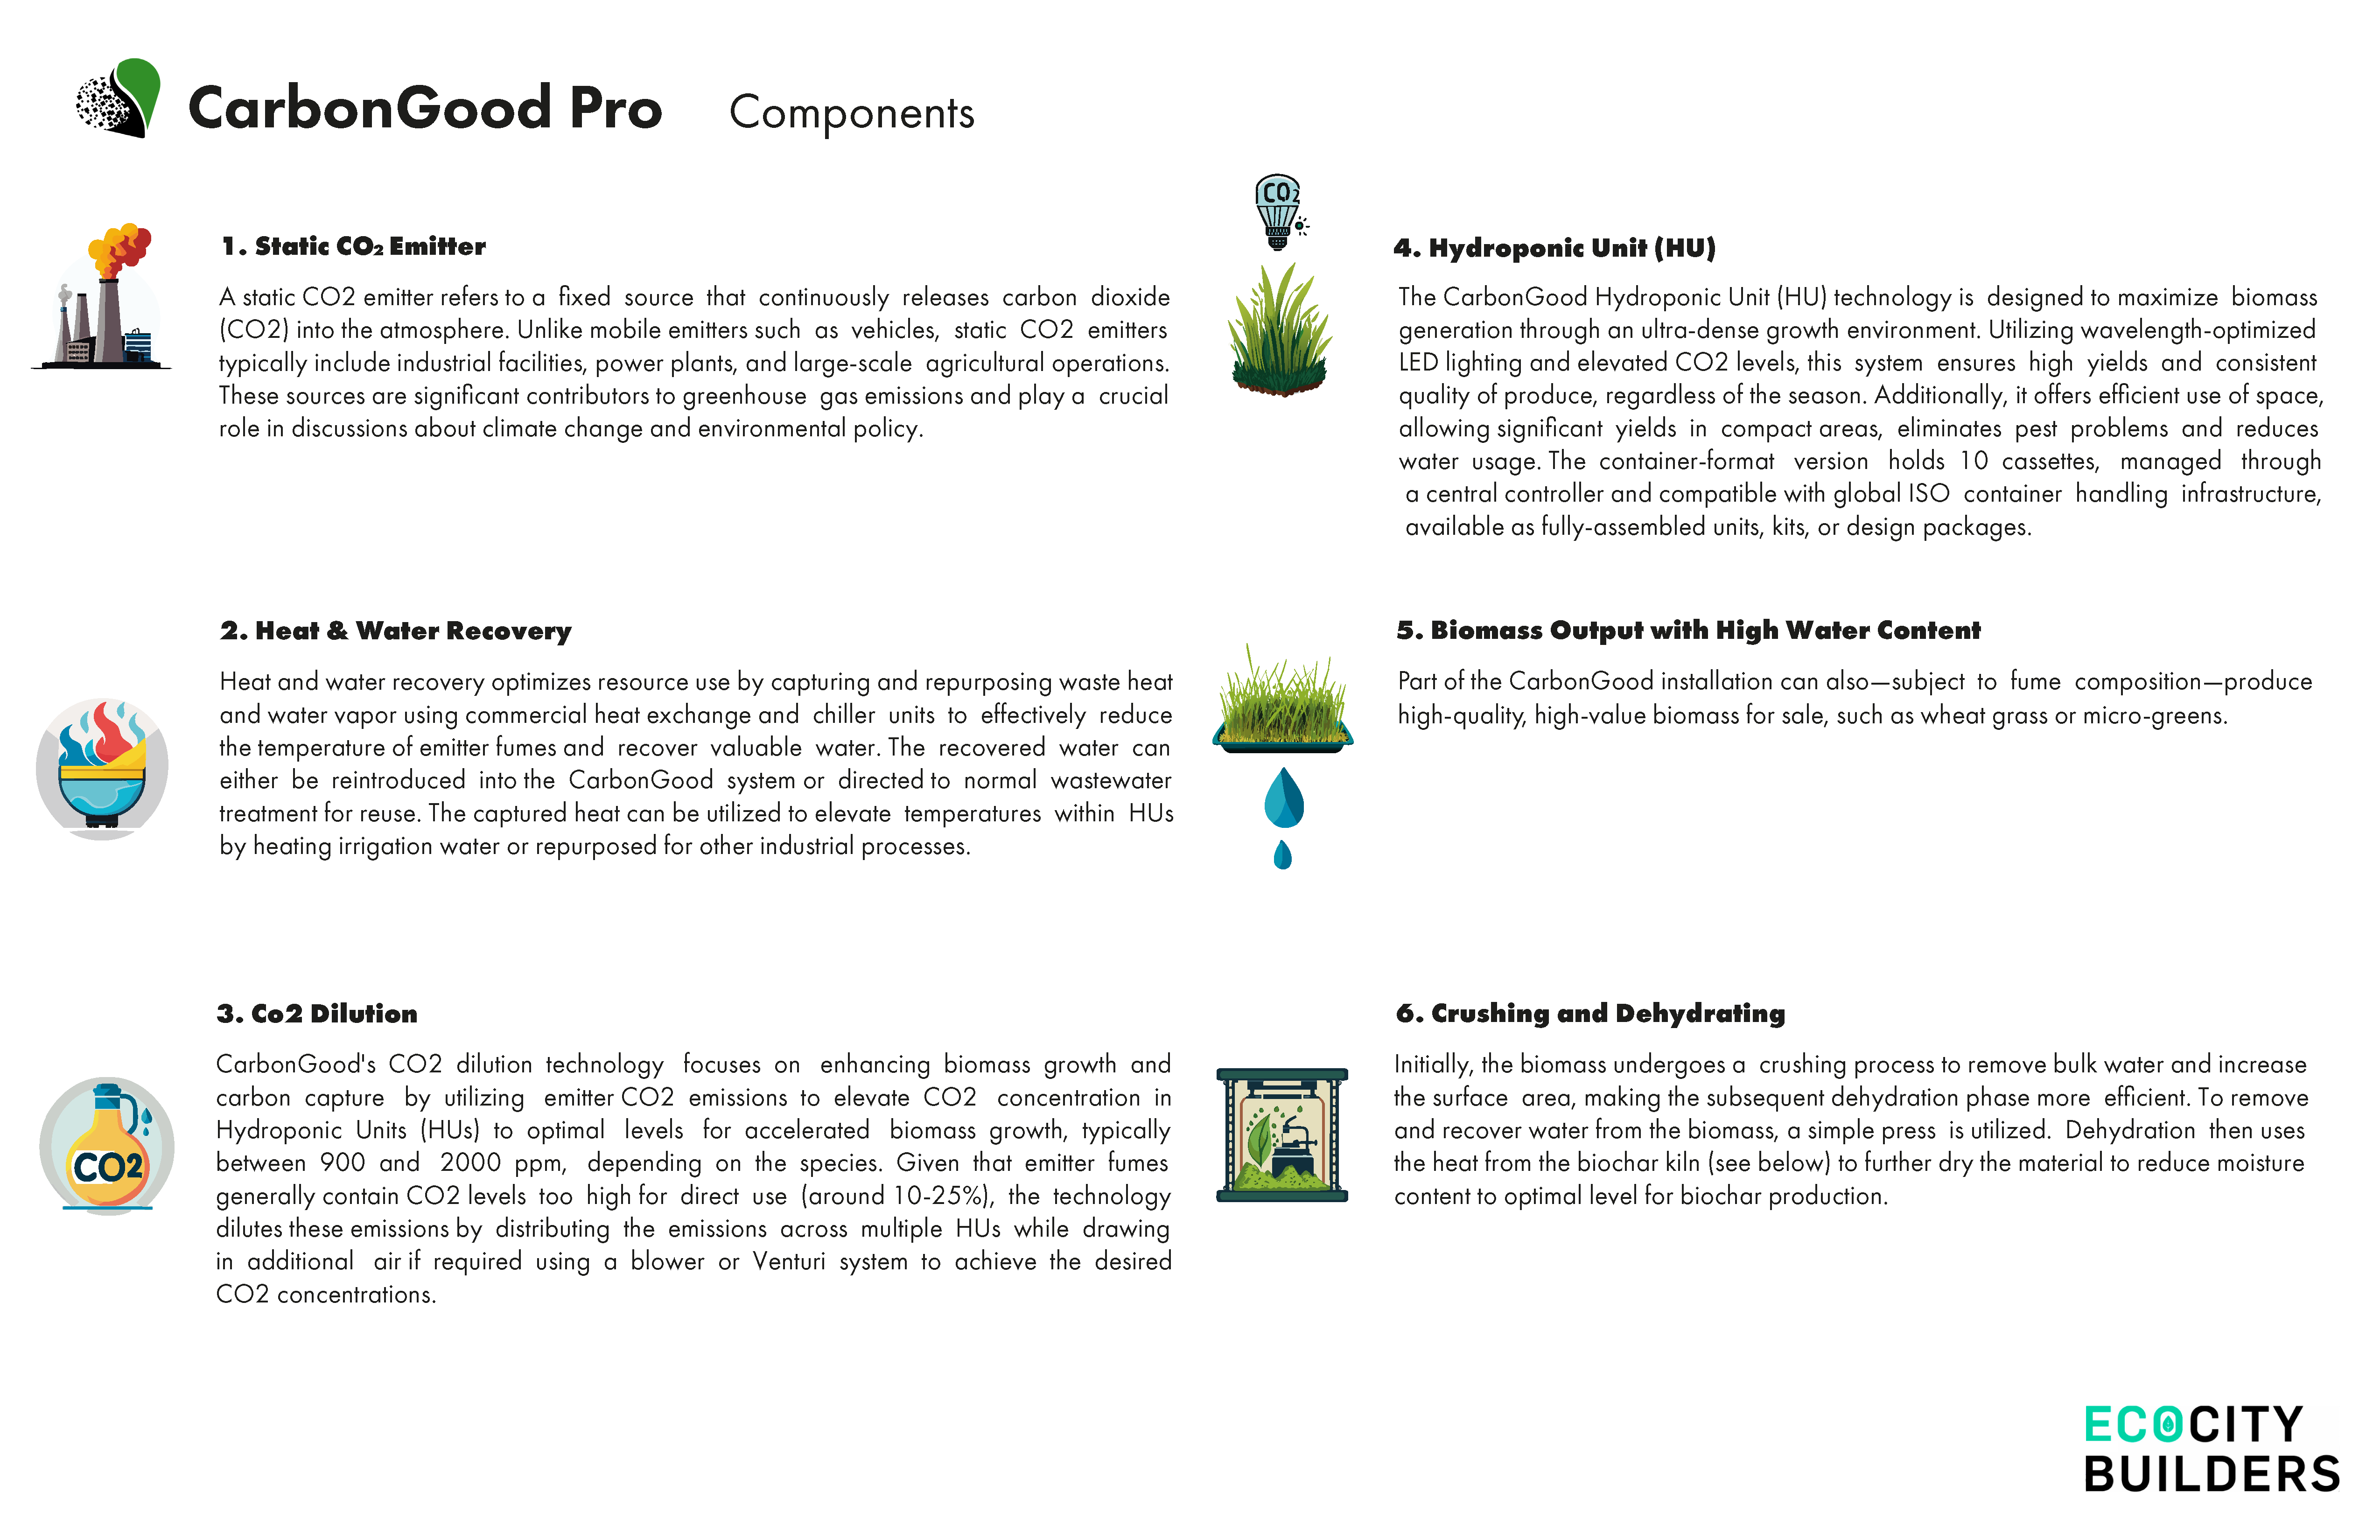 CarbonGood Pro Components
1. Static CO₂ Emitter
A static CO2 emitter refers to a fixed source that continuously releases carbon dioxide
(CO2) into the atmosphere. Unlike mobile emitters such as vehicles, static CO2 emitters
typically include industrial facilities, power plants, and large-scale agricultural operations.
These sources are significant contributors to greenhouse gas emissions and play a crucial
role in discussions about climate change and environmental policy.
2. Heat & Water Recovery
Heat and water recovery optimizes resource use by capturing and repurposing waste heat
and water vapor using commercial heat exchange and chiller units to effectively reduce
the temperature of emitter fumes and recover valuable water. The recovered water can
either be reintroduced into the CarbonGood system or directed to normal wastewater
treatment for reuse. The captured heat can be utilized to elevate temperatures within HUs
by heating irrigation water or repurposed for other industrial processes.
CO2
3. Co2 Dilution
CarbonGood's CO2 dilution technology focuses on enhancing biomass growth and
carbon capture by utilizing emitter CO2 emissions to elevate CO2 concentration in
Hydroponic Units (HUs) to optimal levels for accelerated biomass growth, typically
between 900 and 2000 ppm, depending on the species. Given that emitter fumes
generally contain CO2 levels too high for direct use (around 10-25%), the technology
dilutes these emissions by distributing the emissions across multiple HUs while drawing
in additional air if required using a blower or Venturi system to achieve the desired
CO2 concentrations.
CO2
4. Hydroponic Unit (HU)
The CarbonGood Hydroponic Unit (HU) technology is designed to maximize biomass
generation through an ultra-dense growth environment. Utilizing wavelength-optimized
LED lighting and elevated CO2 levels, this system ensures high yields and consistent
quality of produce, regardless of the season. Additionally, it offers efficient use of space,
allowing significant yields in compact areas, eliminates pest problems and reduces
water usage. The container-format version holds 10 cassettes, managed through
a central controller and compatible with global ISO container handling infrastructure,
available as fully-assembled units, kits, or design packages.
5. Biomass Output with High Water Content
Part of the CarbonGood installation can also—subject to fume composition—produce
high-quality, high-value biomass for sale, such as wheat grass or micro-greens.
6. Crushing and Dehydrating
Initially, the biomass undergoes a crushing process to remove bulk water and increase
the surface area, making the subsequent dehydration phase more efficient. To remove
and recover water from the biomass, a simple press is utilized. Dehydration then uses
the heat from the biochar kiln (see below) to further dry the material to reduce moisture
content to optimal level for biochar production.
ECOCITY
BUILDERS